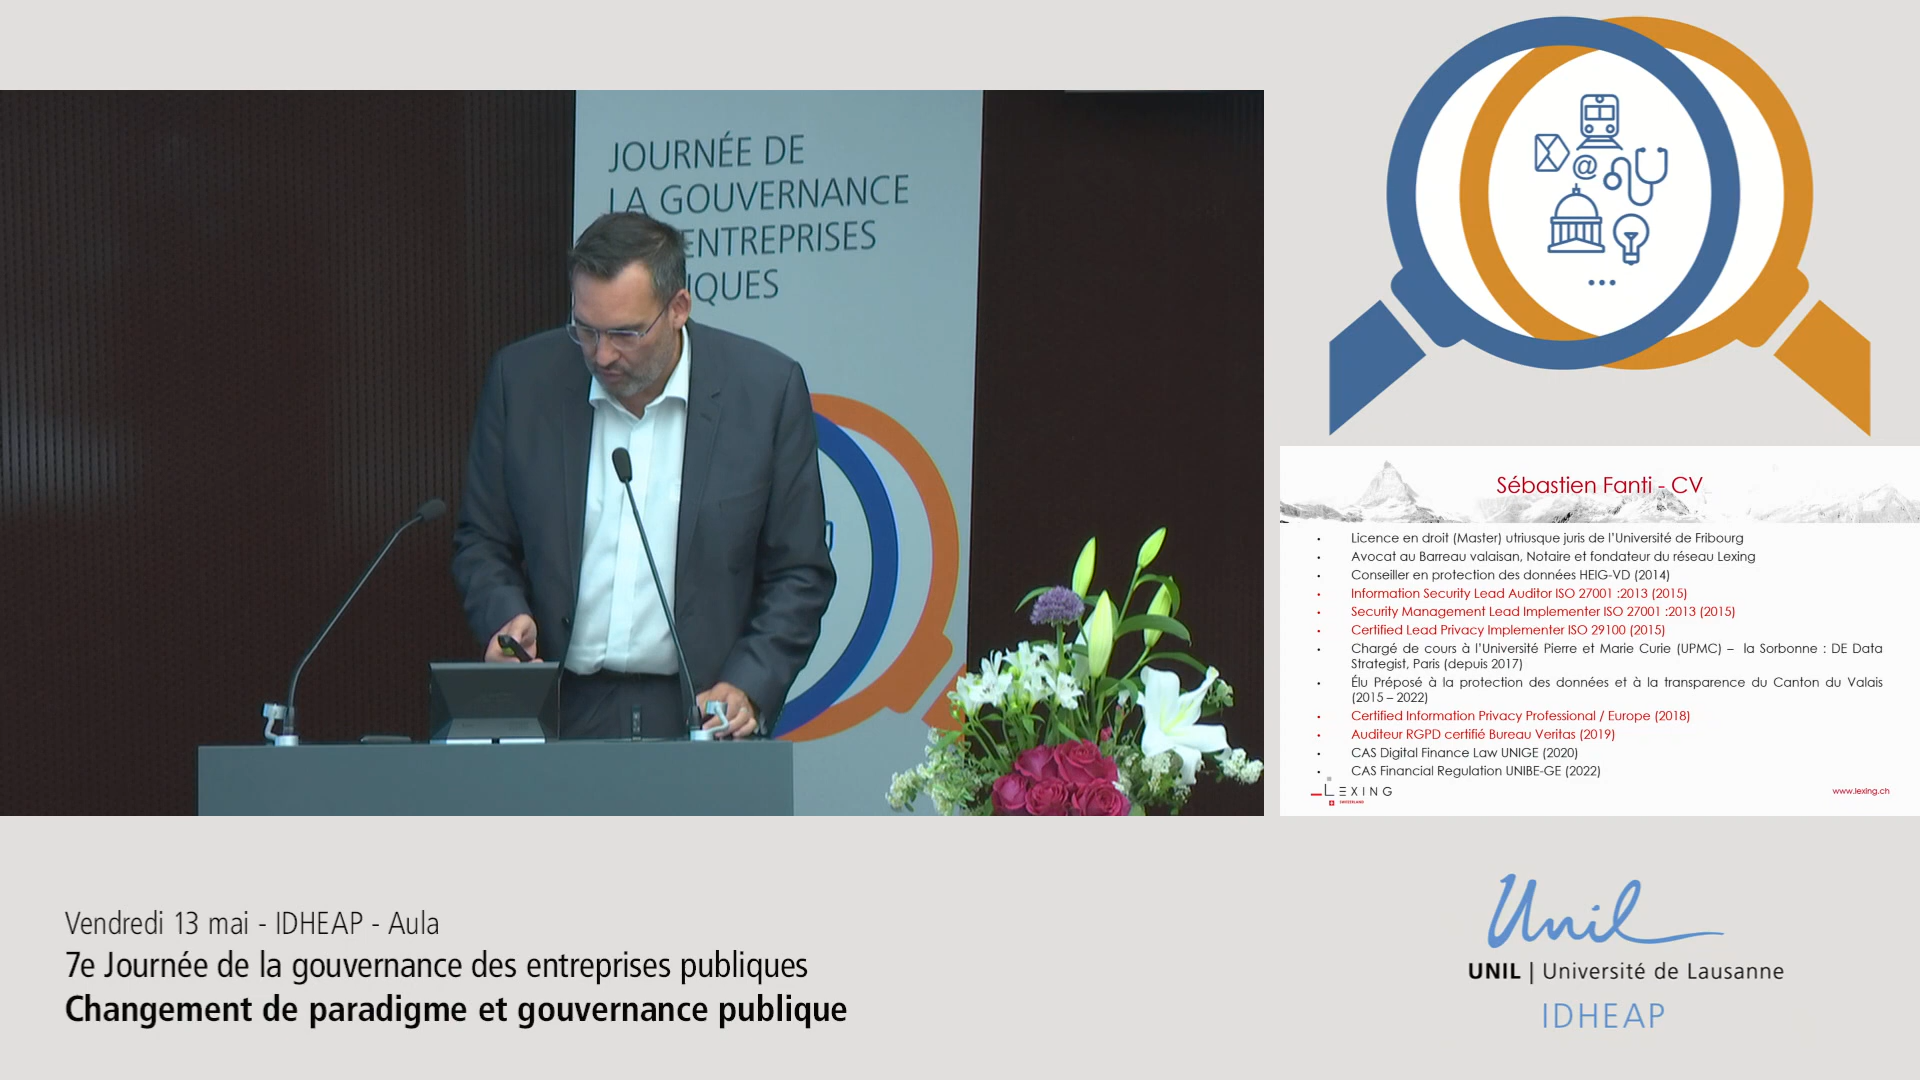 JOURNÉE DE
LA GOUVERNANCE
ENTREPRISES
IQUES
@
Sébastien Fanti - CV
• Licence en droit (Master) utriusque juris de l'Université de Fribourg
• Avocat au Barreau valaisan, Notaire et fondateur du réseau Lexing
• Conseiller en protection des données HEIG-VD (2014)
• Information Security Lead Auditor ISO 27001 :2013 (2015)
• Security Management Lead Implementer ISO 27001 :2013 (2015)
• Certified Lead Privacy Implementer ISO 29100 (2015)
• Chargé de cours à l'Université Pierre et Marie Curie (UPMC) – la Sorbonne : DE Data
Strategist, Paris (depuis 2017)
• Élu Préposé à la protection des données et à la transparence du Canton du Valais
(2015 – 2022)
• Certified Information Privacy Professional / Europe (2018)
• Auditeur RGPD certifié Bureau Veritas (2019)
• CAS Digital Finance Law UNIGE (2020)
• CAS Financial Regulation UNIBE-GE (2022)
LEXING
SWITZERLAND
www.lexing.ch
Vendredi 13 mai - IDHEAP - Aula
7e Journée de la gouvernance des entreprises publiques
Changement de paradigme et gouvernance publique
Unil
UNIL | Université de Lausanne
IDHEAP